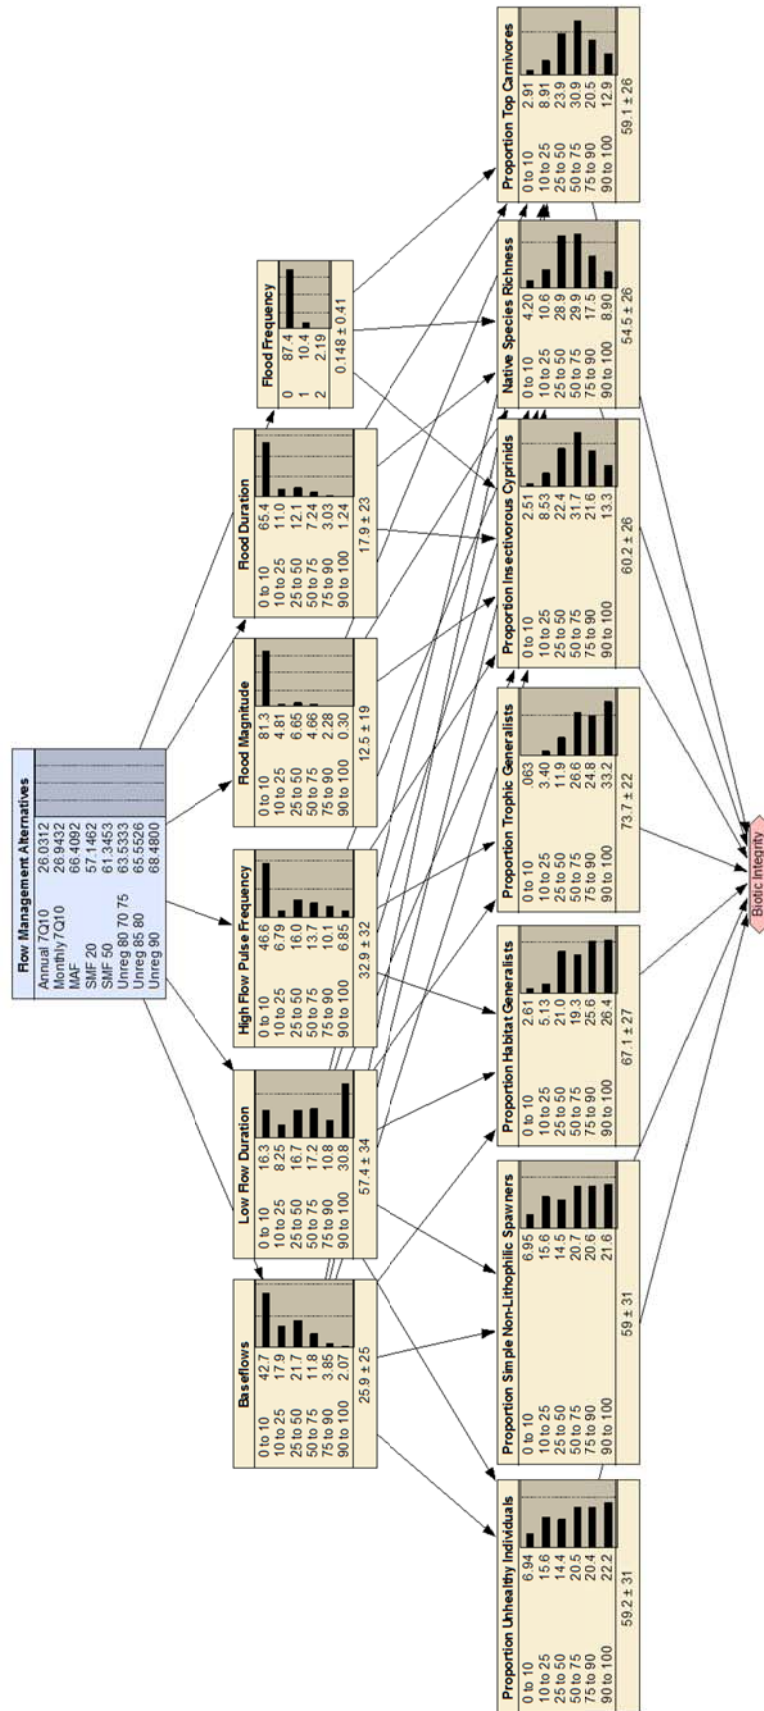 Flow Management Alternatives
Annual 7Q10 26.0312
Monthly 7Q10 26.9432
MAF 66.4092
SMF 20 57.1462
SMF 50 61.3453
Unreg 80 70 75 63.5333
Unreg 85 80 65.5526
Unreg 90 68.4800
Baseflows
0 to 10 42.7
10 to 25 17.9
25 to 50 21.7
50 to 75 11.8
75 to 90 3.85
90 to 100 2.07
25.9 ± 25
Low Flow Duration
0 to 10 16.3
10 to 25 8.25
25 to 50 16.7
50 to 75 17.2
75 to 90 10.8
90 to 100 30.8
57.4 ± 34
High Flow Pulse Frequency
0 to 10 46.6
10 to 25 6.79
25 to 50 16.0
50 to 75 13.7
75 to 90 10.1
90 to 100 6.85
32.9 ± 32
Flood Magnitude
0 to 10 81.3
10 to 25 4.81
25 to 50 6.65
50 to 75 4.66
75 to 90 2.28
90 to 100 0.30
12.5 ± 19
Flood Duration
0 to 10 65.4
10 to 25 11.0
25 to 50 12.1
50 to 75 7.24
75 to 90 3.03
90 to 100 1.24
17.9 ± 23
Flood Frequency
0 87.4
1 10.4
2 2.19
0.148 ± 0.41
Proportion Unhealthy Individuals
0 to 10 6.94
10 to 25 15.6
25 to 50 14.4
50 to 75 20.5
75 to 90 20.4
90 to 100 22.2
59.2 ± 31
Proportion Simple Non-Lithophilic Spawners
0 to 10 6.95
10 to 25 15.6
25 to 50 14.5
50 to 75 20.7
75 to 90 20.6
90 to 100 21.6
59 ± 31
Proportion Habitat Generalists
0 to 10 2.61
10 to 25 5.13
25 to 50 21.0
50 to 75 19.3
75 to 90 25.6
90 to 100 26.4
67.1 ± 27
Proportion Trophic Generalists
0 to 10 .063
10 to 25 3.40
25 to 50 11.9
50 to 75 26.6
75 to 90 24.8
90 to 100 33.2
73.7 ± 22
Proportion Insectivorous Cyprinids
0 to 10 2.51
10 to 25 8.53
25 to 50 22.4
50 to 75 31.7
75 to 90 21.6
90 to 100 13.3
60.2 ± 26
Native Species Richness
0 to 10 4.20
10 to 25 10.6
25 to 50 28.9
50 to 75 29.9
75 to 90 17.5
90 to 100 8.90
54.5 ± 26
Proportion Top Carnivores
0 to 10 2.91
10 to 25 8.91
25 to 50 23.9
50 to 75 30.9
75 to 90 20.5
90 to 100 12.9
59.1 ± 26
Biotic Integrity